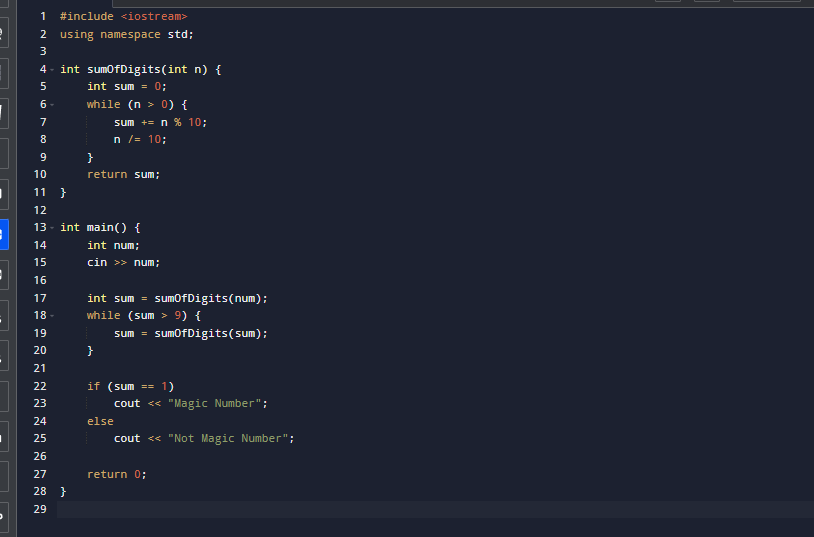 1 #include <iostream>
2 using namespace std;
3
4 int sumOfDigits(int n) {
5     int sum = 0;
6     while (n > 0) {
7         sum += n % 10;
8         n /= 10;
9     }
10     return sum;
11 }
12
13 int main() {
14     int num;
15     cin >> num;
16
17     int sum = sumOfDigits(num);
18     while (sum > 9) {
19         sum = sumOfDigits(sum);
20     }
21
22     if (sum == 1)
23         cout << "Magic Number";
24     else
25         cout << "Not Magic Number";
26
27     return 0;
28 }
29